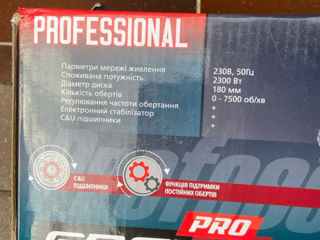 PROFESSIONAL
Парметри мережі живлення 230В, 50Гц
Споживана потужність 2300 Вт
Діаметр диска 180 мм
Кількість обертів 0 - 7500 об/хв
Регулювання частоти обертання +
Електронний стабілізатор +
C&U підшипники +
C&U
ПІДШИПНИКИ
ФУНКЦІЯ ПІДТРИМКИ
ПОСТІЙНИХ ОБЕРТІВ
PRO